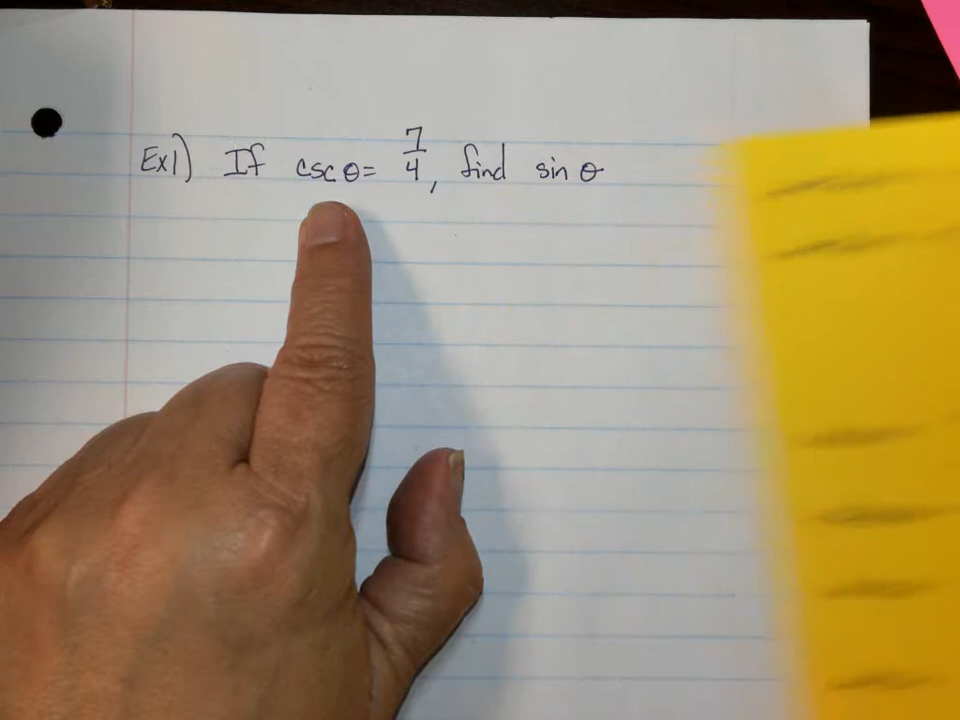 Ex1) If csc θ = 7/4, find sin θ